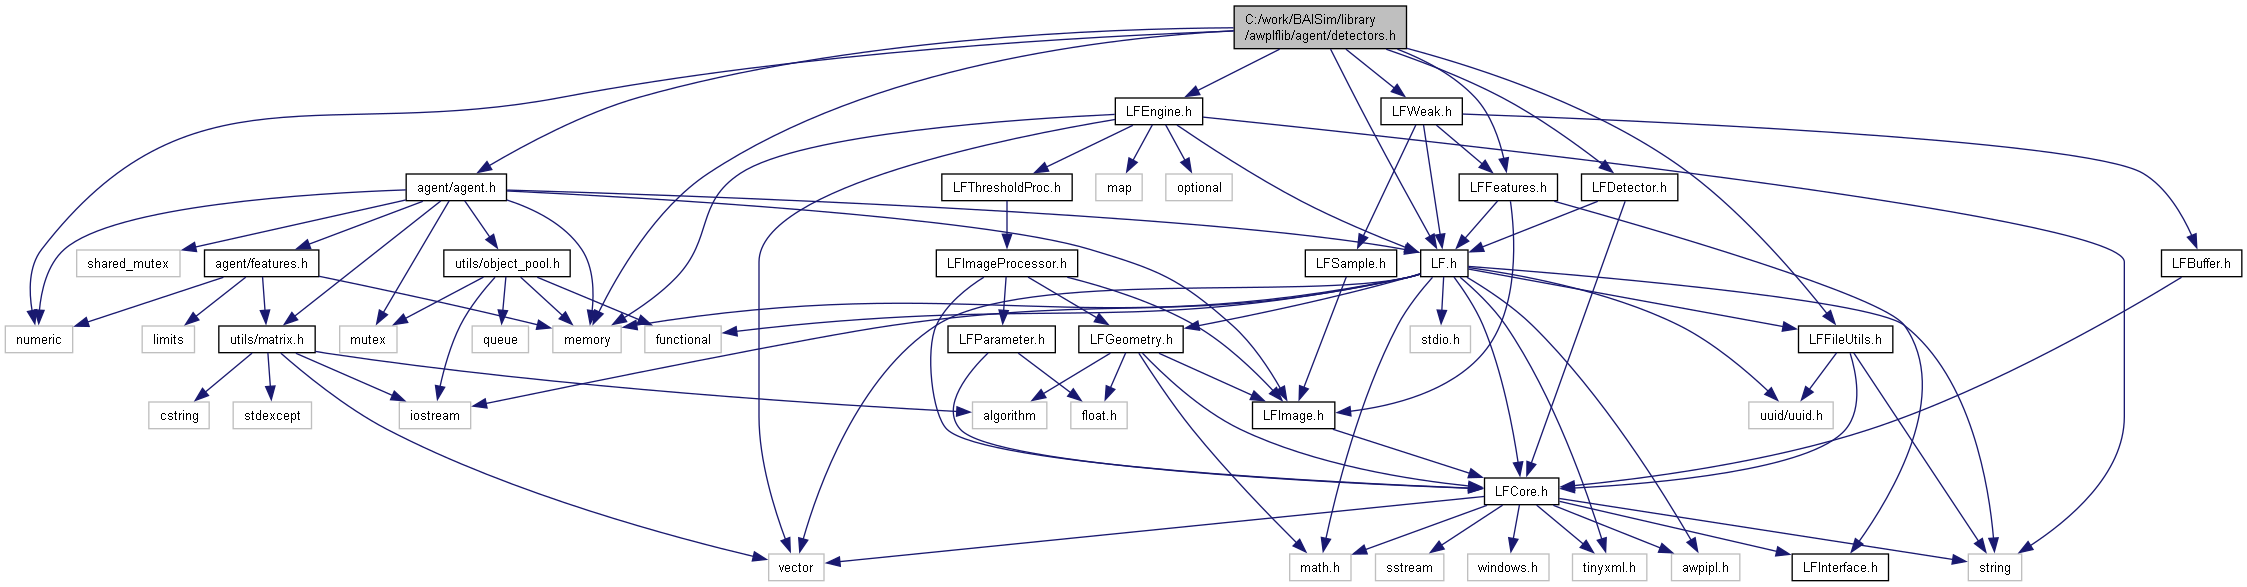 C:/work/BAISim/library
/awplflib/agent/detectors.h
LFEngine.h
LFWeak.h
agent/agent.h
LFThresholdProc.h
map
optional
LFFeatures.h
LFDetector.h
shared_mutex
agent/features.h
utils/object_pool.h
LFImageProcessor.h
LFSample.h
LF.h
LFBuffer.h
numeric
limits
utils/matrix.h
mutex
queue
memory
functional
LFParameter.h
LFGeometry.h
stdio.h
LFFileUtils.h
cstring
stdexcept
iostream
algorithm
float.h
LFImage.h
uuid/uuid.h
LFCore.h
vector
math.h
sstream
windows.h
tinyxml.h
awpipl.h
LFInterface.h
string